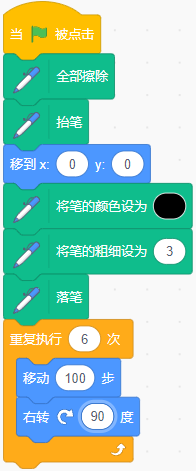 当 被点击
全部擦除
抬笔
移到 x: 0 y: 0
将笔的颜色设为
将笔的粗细设为 3
落笔
重复执行 6 次
移动 100 步
右转 90 度